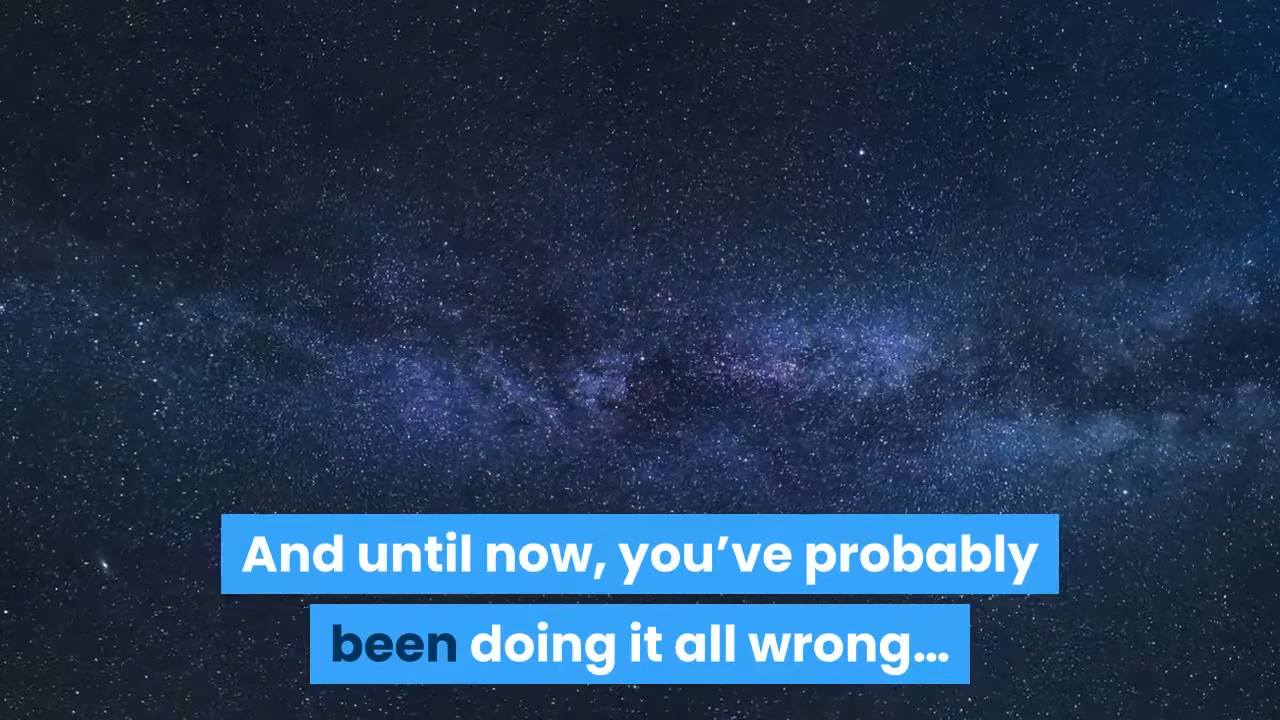 And until now, you’ve probably
been doing it all wrong...